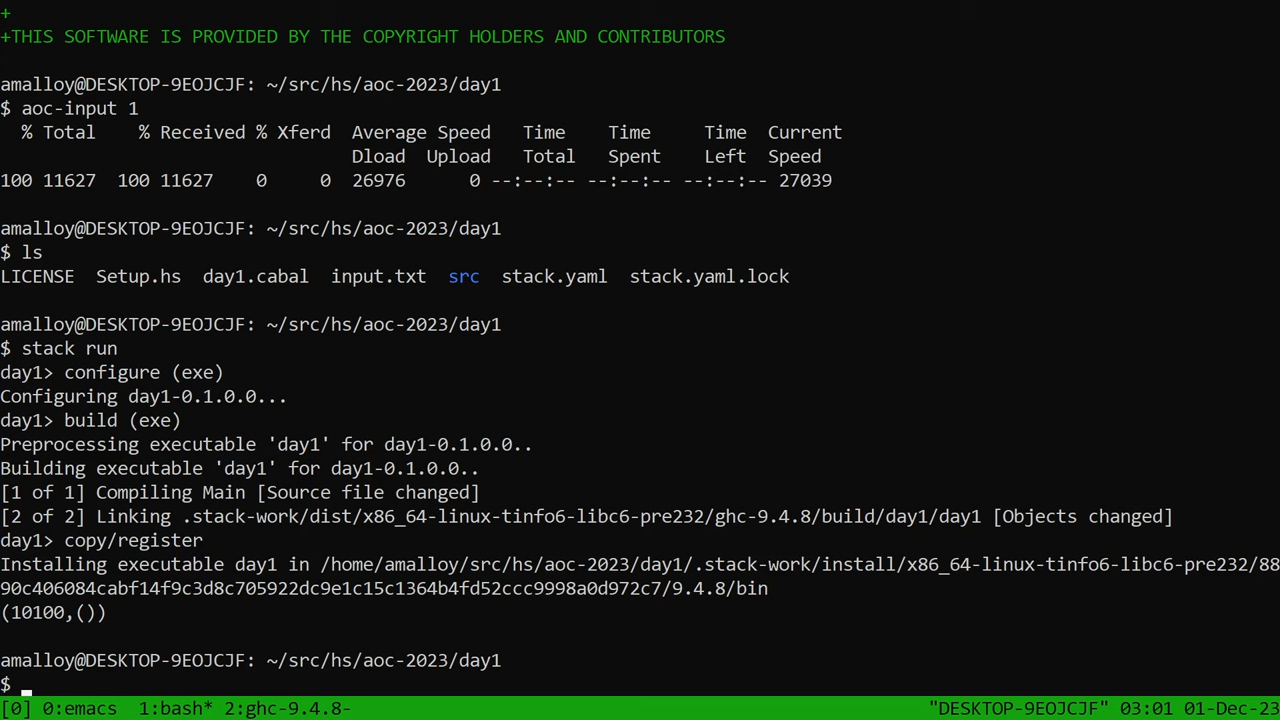 +
+THIS SOFTWARE IS PROVIDED BY THE COPYRIGHT HOLDERS AND CONTRIBUTORS
amalloy@DESKTOP-9EOJCJF: ~/src/hs/aoc-2023/day1
$ aoc-input 1
% Total % Received % Xferd Average Speed Time Time Time Current
Dload Upload Total Spent Left Speed
100 11627 100 11627 0 0 26976 0 --:--:-- --:--:-- --:--:-- 27039
amalloy@DESKTOP-9EOJCJF: ~/src/hs/aoc-2023/day1
$ ls
LICENSE Setup.hs day1.cabal input.txt src stack.yaml stack.yaml.lock
amalloy@DESKTOP-9EOJCJF: ~/src/hs/aoc-2023/day1
$ stack run
day1> configure (exe)
Configuring day1-0.1.0.0...
day1> build (exe)
Preprocessing executable 'day1' for day1-0.1.0.0..
Building executable 'day1' for day1-0.1.0.0..
[1 of 1] Compiling Main [Source file changed]
[2 of 2] Linking .stack-work/dist/x86_64-linux-tinfo6-libc6-pre232/ghc-9.4.8/build/day1/day1 [Objects changed]
day1> copy/register
Installing executable day1 in /home/amalloy/src/hs/aoc-2023/day1/.stack-work/install/x86_64-linux-tinfo6-libc6-pre232/88
90c406084cabf14f9c3d8c705922dc9e1c15c1364b4fd52ccc9998a0d972c7/9.4.8/bin
(10100,())
amalloy@DESKTOP-9EOJCJF: ~/src/hs/aoc-2023/day1
$
[0] 0:emacs 1:bash* 2:ghc-9.4.8- "DESKTOP-9EOJCJF" 03:01 01-Dec-23